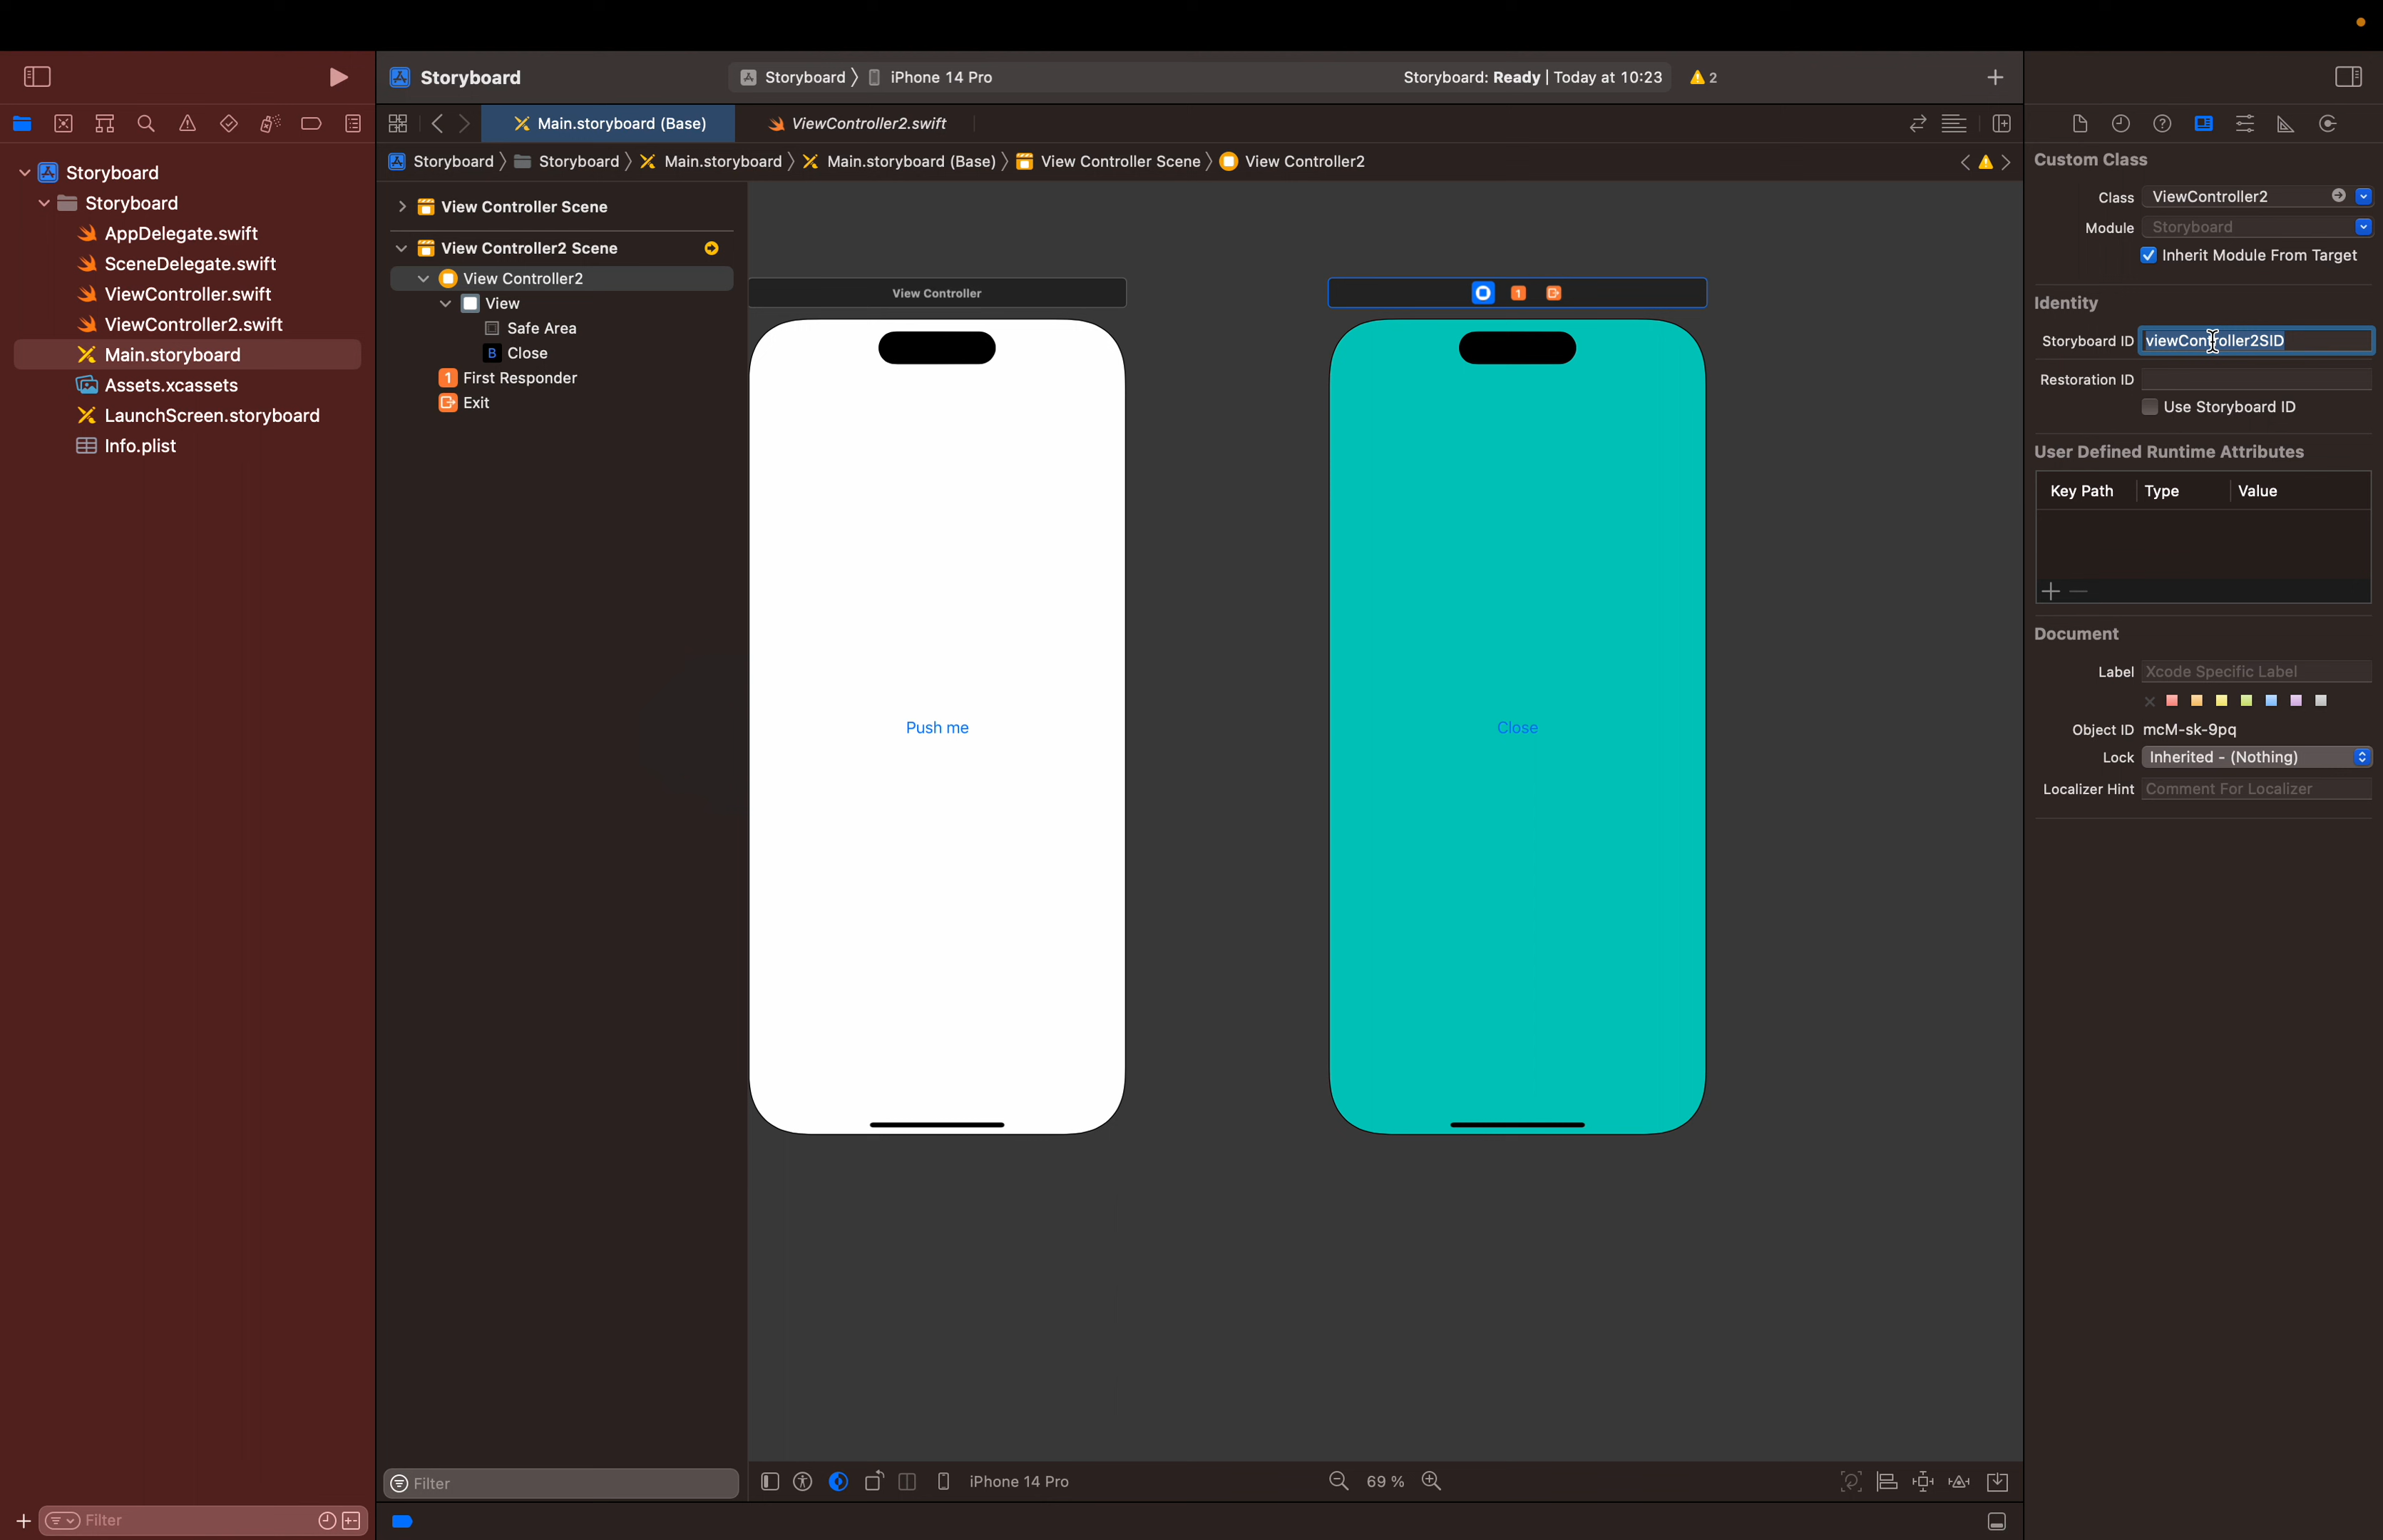 Storyboard
Storyboard 〉 iPhone 14 Pro
Storyboard: Ready | Today at 10:23
2
Main.storyboard (Base)
ViewController2.swift
Storyboard 〉 Storyboard 〉 Main.storyboard 〉 Main.storyboard (Base) 〉 View Controller Scene 〉 View Controller2
Storyboard
Storyboard
AppDelegate.swift
SceneDelegate.swift
ViewController.swift
ViewController2.swift
Main.storyboard
Assets.xcassets
LaunchScreen.storyboard
Info.plist
Filter
View Controller Scene
View Controller2 Scene
View Controller2
View
Safe Area
B Close
1 First Responder
Exit
Filter
View Controller
Push me
1
Close
iPhone 14 Pro
69 %
Custom Class
Class ViewController2
Module Storyboard
Inherit Module From Target
Identity
Storyboard ID viewController2SID
Restoration ID
Use Storyboard ID
User Defined Runtime Attributes
Key Path Type Value
Document
Label Xcode Specific Label
Object ID mcM-sk-9pq
Lock Inherited - (Nothing)
Localizer Hint Comment For Localizer